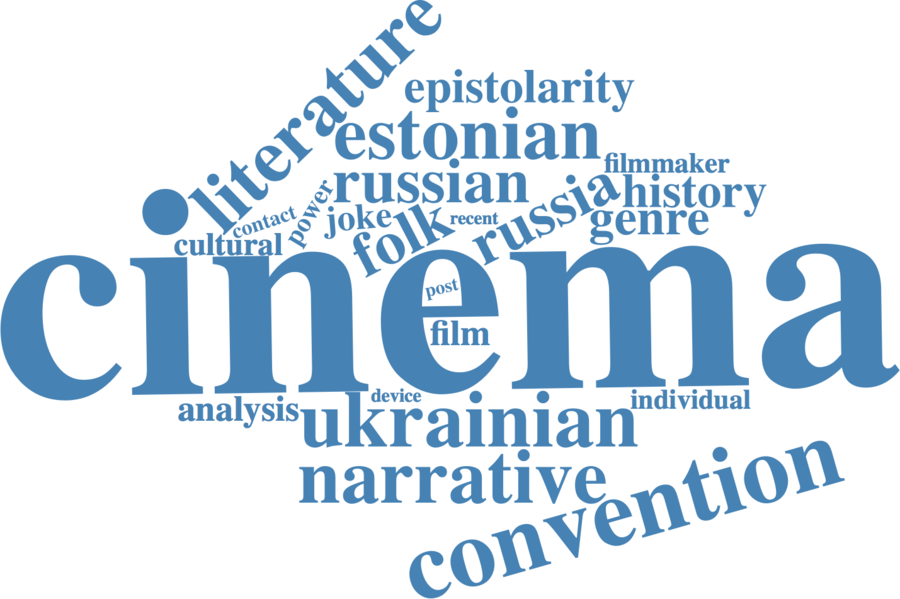 literature
epistolarity
estonian
filmmaker
russian
history
russia
power
joke
recent
genre
contact
folk
cultural
cinema
post
film
device
individual
analysis
ukrainian
narrative
convention